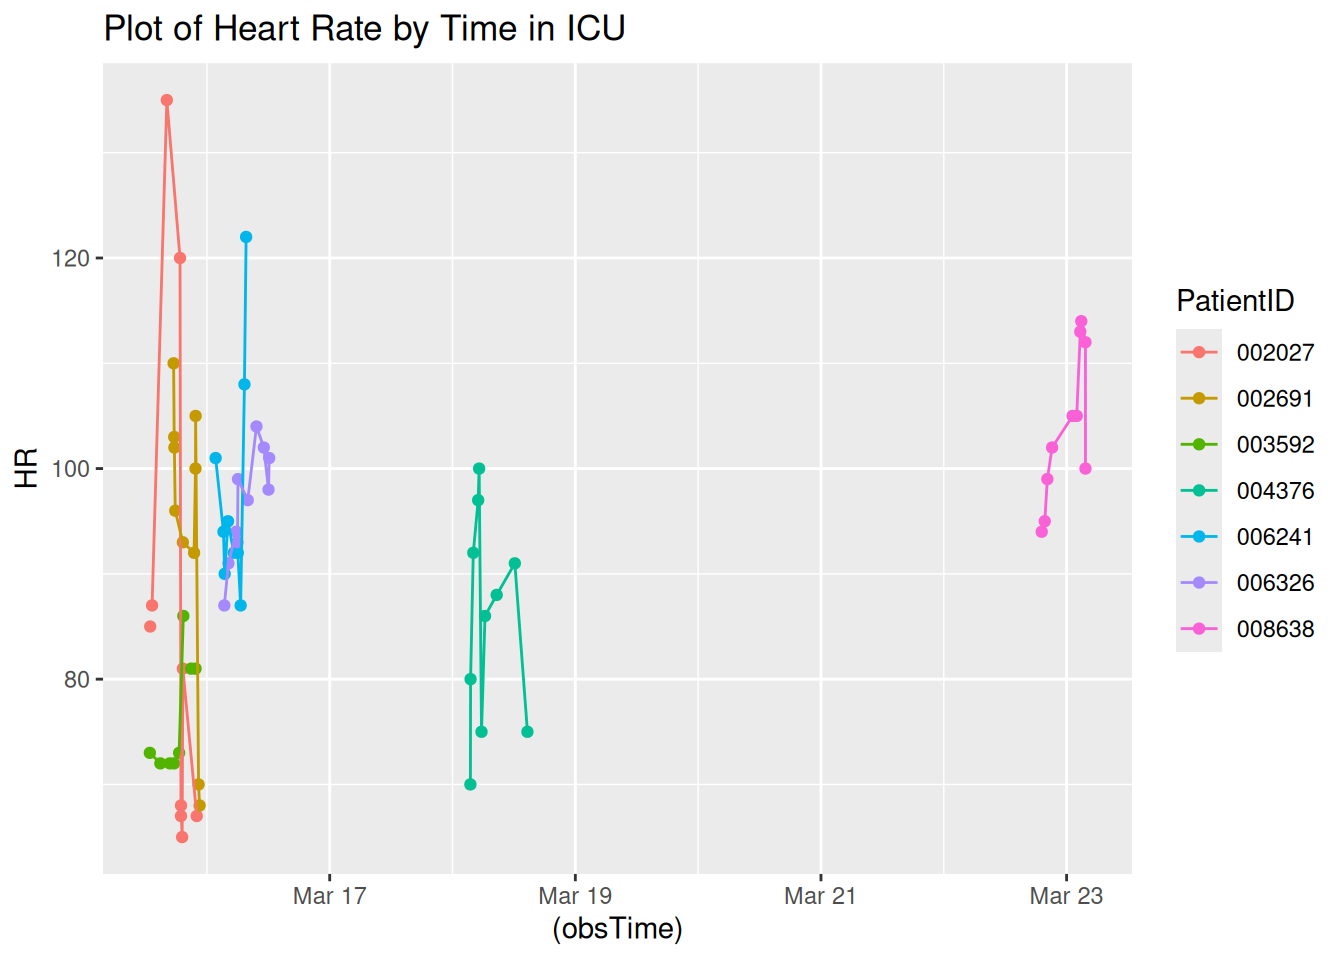 Plot of Heart Rate by Time in ICU
HR
120
100
80
Mar 17
Mar 19
Mar 21
Mar 23
(obsTime)
PatientID
002027
002691
003592
004376
006241
006326
008638